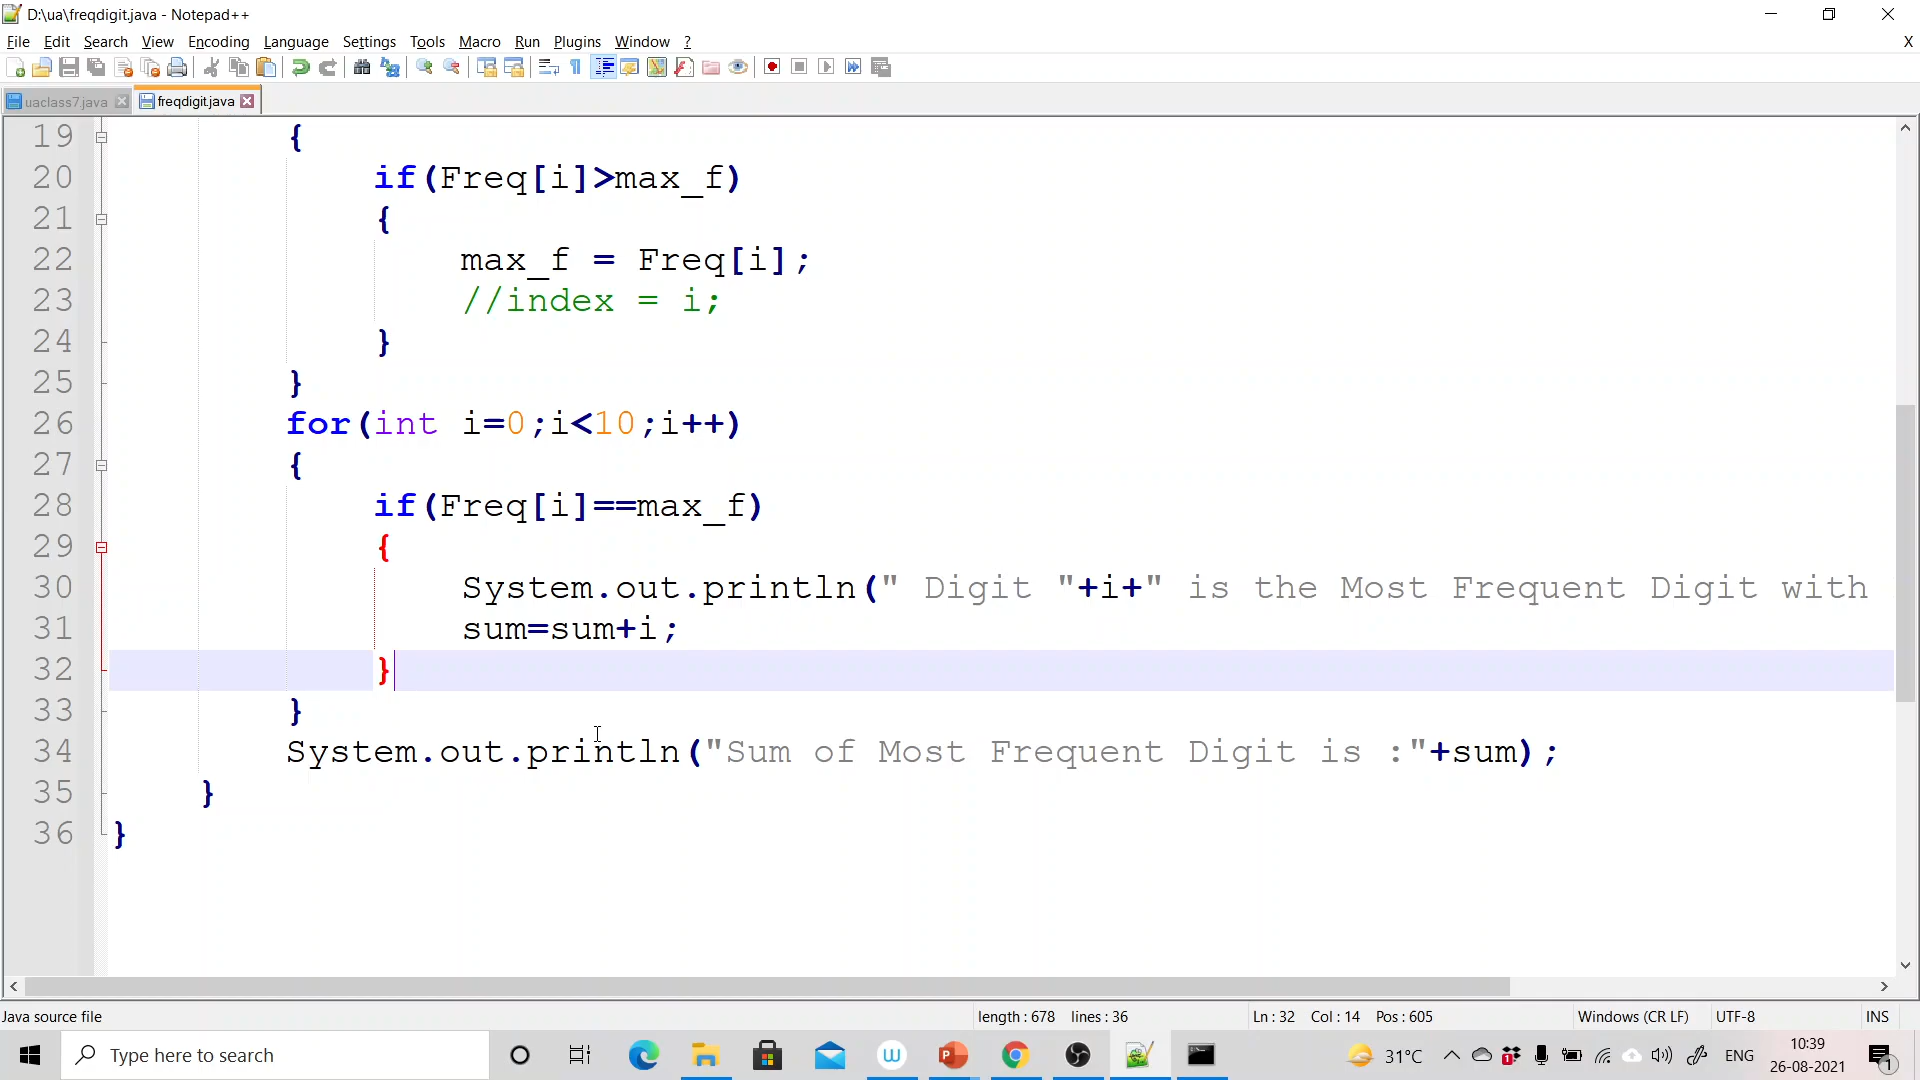 D:\ua\freqdigit.java - Notepad++
File Edit Search View Encoding Language Settings Tools Macro Run Plugins Window ? X
uaclass7.java freqdigit.java
19 {
20 if(Freq[i]>max_f)
21 {
22 max_f = Freq[i];
23 //index = i;
24 }
25 }
26 for(int i=0;i<10;i++)
27 {
28 if(Freq[i]==max_f)
29 {
30 System.out.println(" Digit "+i+" is the Most Frequent Digit with
31 sum=sum+i;
32 }
33 }
34 System.out.println("Sum of Most Frequent Digit is :"+sum);
35 }
36 }
Java source file length : 678 lines : 36 Ln : 32 Col : 14 Pos : 605 Windows (CR LF) UTF-8 INS
Type here to search 31°C ENG 10:39
26-08-2021